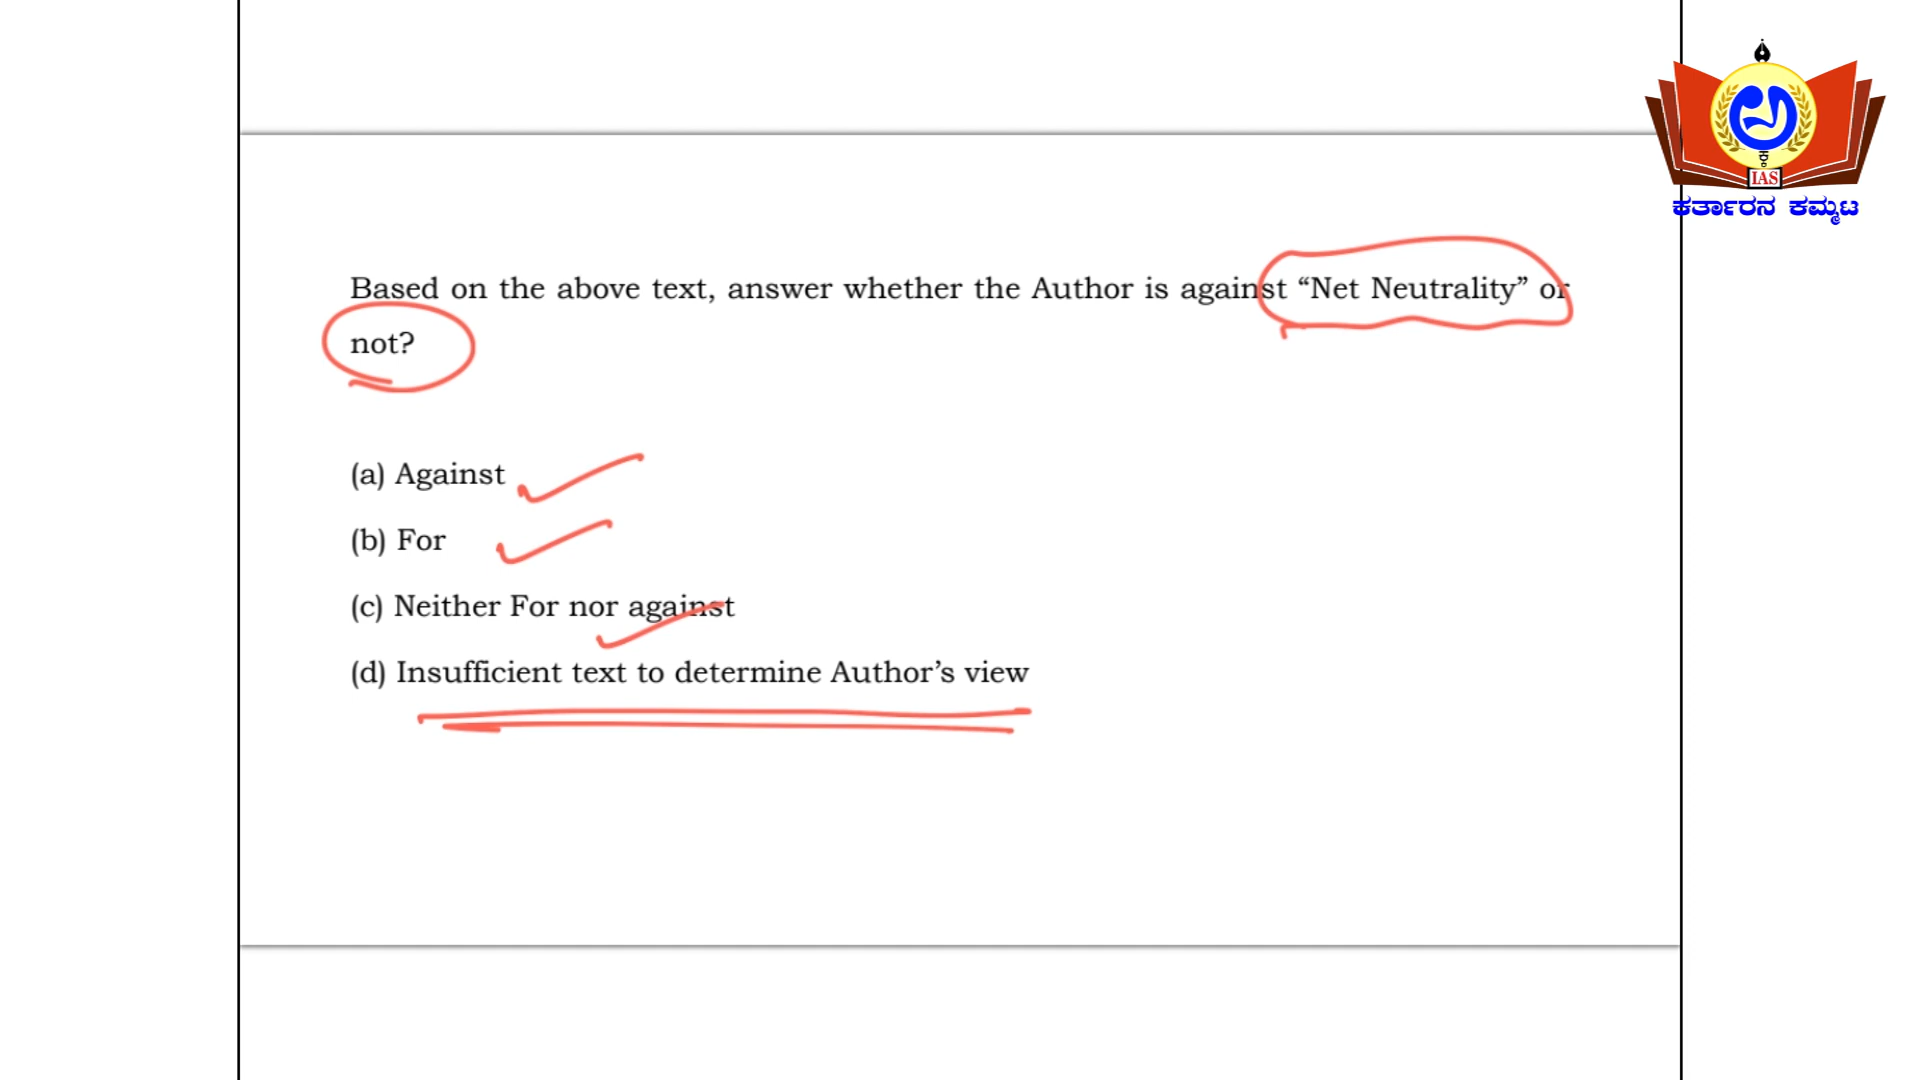 IAS
ಕರ್ತಾರನ ಕಮ್ಮಟ
Based on the above text, answer whether the Author is against “Net Neutrality” or
not?
(a) Against
(b) For
(c) Neither For nor against
(d) Insufficient text to determine Author’s view